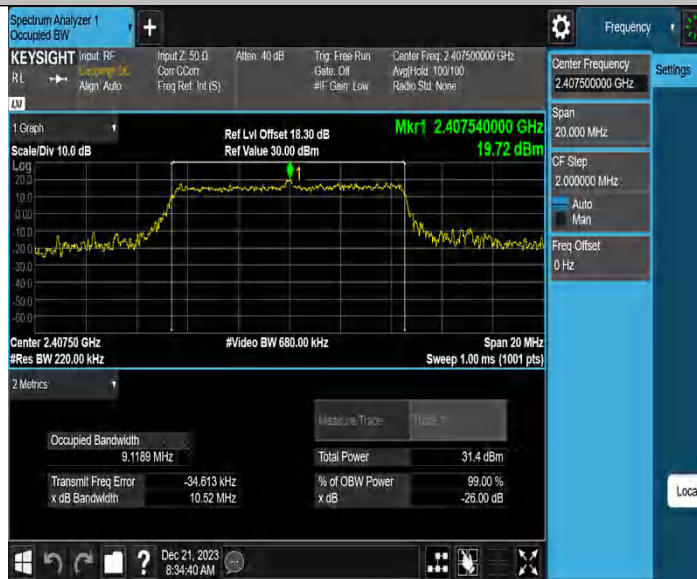 Spectrum Analyzer 1
Occupied BW
+
Frequency
KEYSIGHT
RL
Input: RF
Coupling: DC
Align: Auto
Input Z: 50 Ω
Corr CCorr
Freq Ref: Int (S)
Atten: 40 dB
Trig: Free Run
Gate: Off
#IF Gain: Low
Center Freq: 2.407500000 GHz
Avg|Hold: 100/100
Radio Std: None
LXI
1 Graph
Scale/Div 10.0 dB
Ref Lvl Offset 18.30 dB
Ref Value 30.00 dBm
Mkr1 2.407540000 GHz
19.72 dBm
Log
20.0
10.0
0.00
-10.0
-20.0
-30.0
-40.0
-50.0
-60.0
1
Center 2.40750 GHz
#Res BW 220.00 kHz
#Video BW 680.00 kHz
Span 20 MHz
Sweep 1.00 ms (1001 pts)
2 Metrics
Measure Trace
Trace 1
Occupied Bandwidth
9.1189 MHz
Total Power
31.4 dBm
Transmit Freq Error
-34.613 kHz
% of OBW Power
99.00 %
x dB Bandwidth
10.52 MHz
x dB
-26.00 dB
Center Frequency
2.407500000 GHz
Settings
Span
20.000 MHz
CF Step
2.000000 MHz
Auto
Man
Freq Offset
0 Hz
Loca
?
Dec 21, 2023
8:34:40 AM